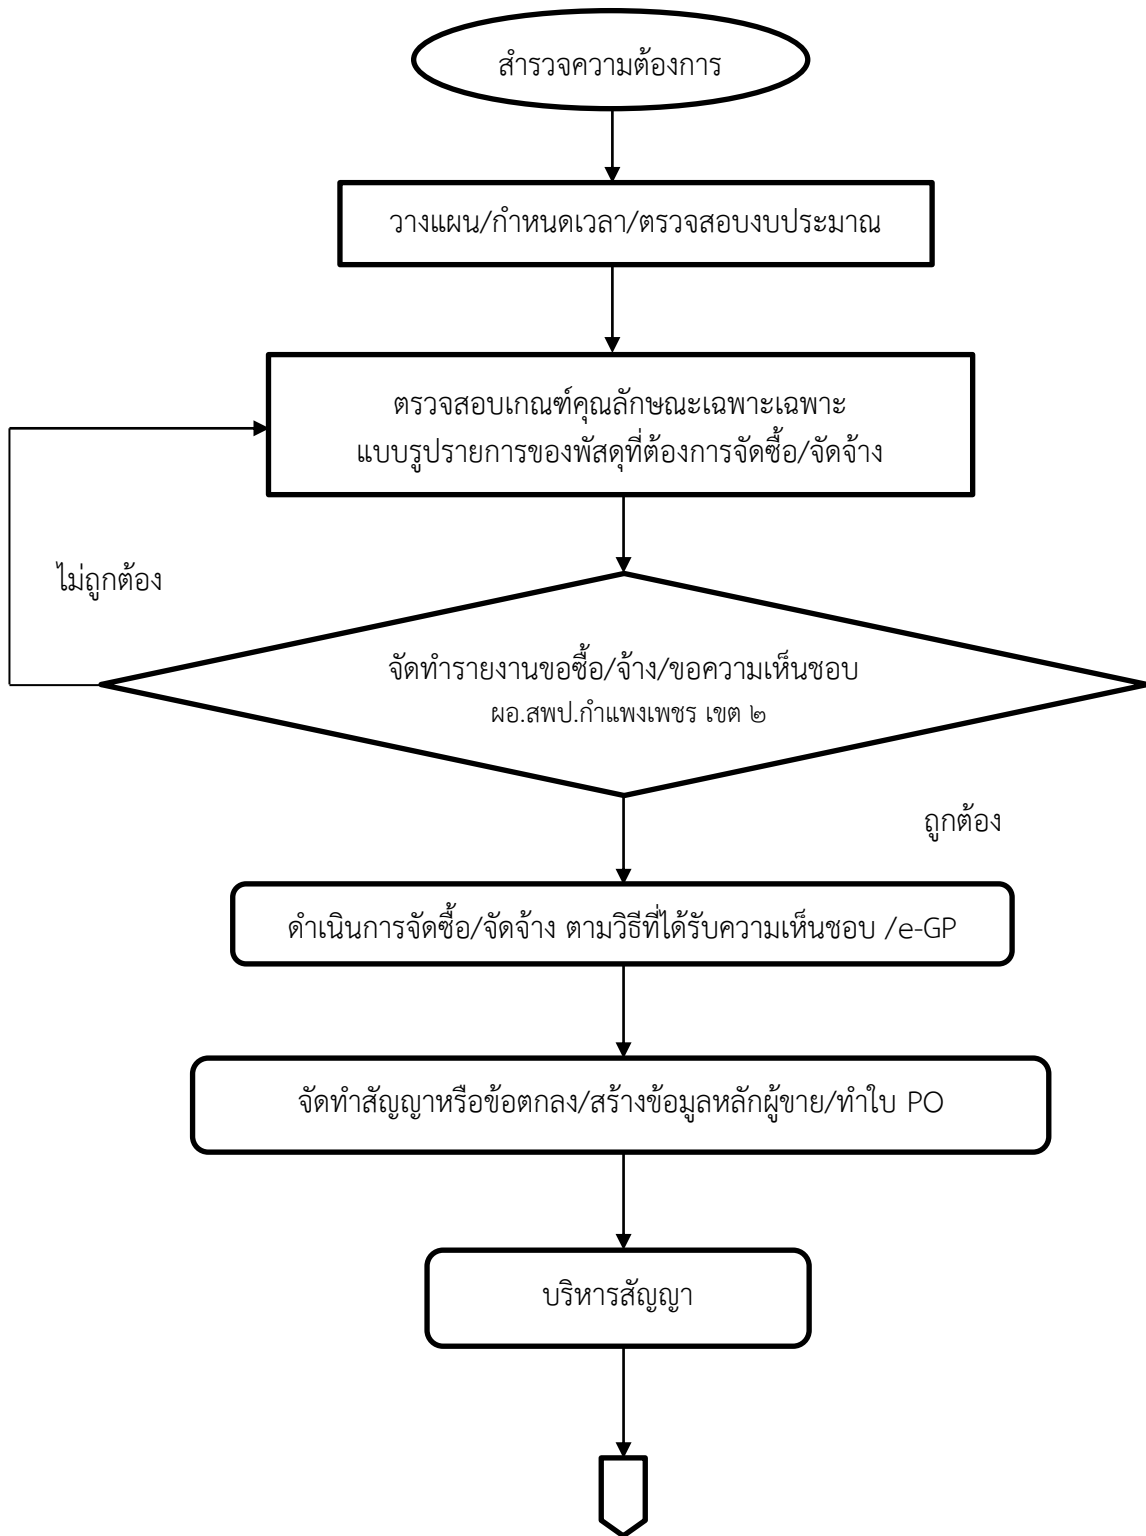 สำรวจความต้องการ
วางแผน/กำหนดเวลา/ตรวจสอบงบประมาณ
ตรวจสอบเกณฑ์คุณลักษณะเฉพาะเฉพาะ
แบบรูปรายการของพัสดุที่ต้องการจัดซื้อ/จัดจ้าง
ไม่ถูกต้อง
จัดทำรายงานขอซื้อ/จ้าง/ขอความเห็นชอบ
ผอ.สพป.กำแพงเพชร เขต ๒
ถูกต้อง
ดำเนินการจัดซื้อ/จัดจ้าง ตามวิธีที่ได้รับความเห็นชอบ /e-GP
จัดทำสัญญาหรือข้อตกลง/สร้างข้อมูลหลักผู้ขาย/ทำใบ PO
บริหารสัญญา